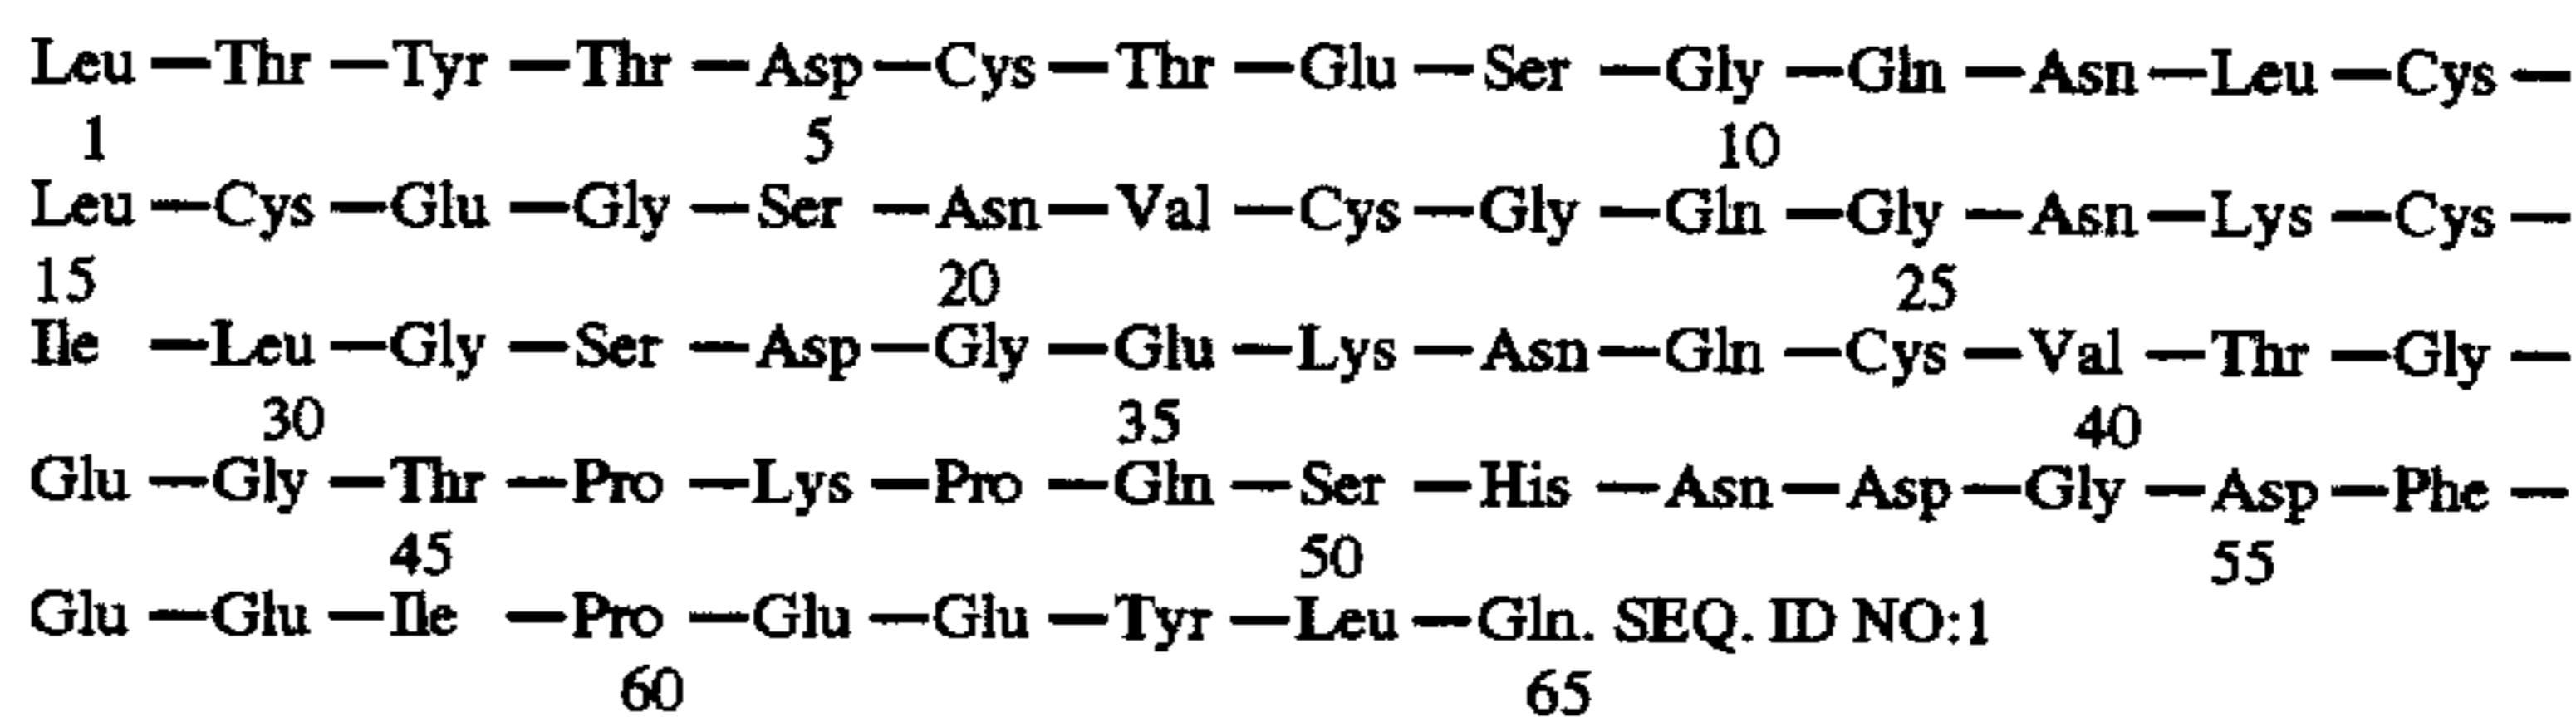 Leu—Thr—Tyr—Thr—Asp—Cys—Thr—Glu—Ser—Gly—Gln—Asn—Leu—Cys—
1 5 10
Leu—Cys—Glu—Gly—Ser—Asn—Val—Cys—Gly—Gln—Gly—Asn—Lys—Cys—
15 20 25
Ile—Leu—Gly—Ser—Asp—Gly—Glu—Lys—Asn—Gln—Cys—Val—Thr—Gly—
30 35 40
Glu—Gly—Thr—Pro—Lys—Pro—Gln—Ser—His—Asn—Asp—Gly—Asp—Phe—
45 50 55
Glu—Glu—Ile—Pro—Glu—Glu—Tyr—Leu—Gln. SEQ. ID NO:1
60 65